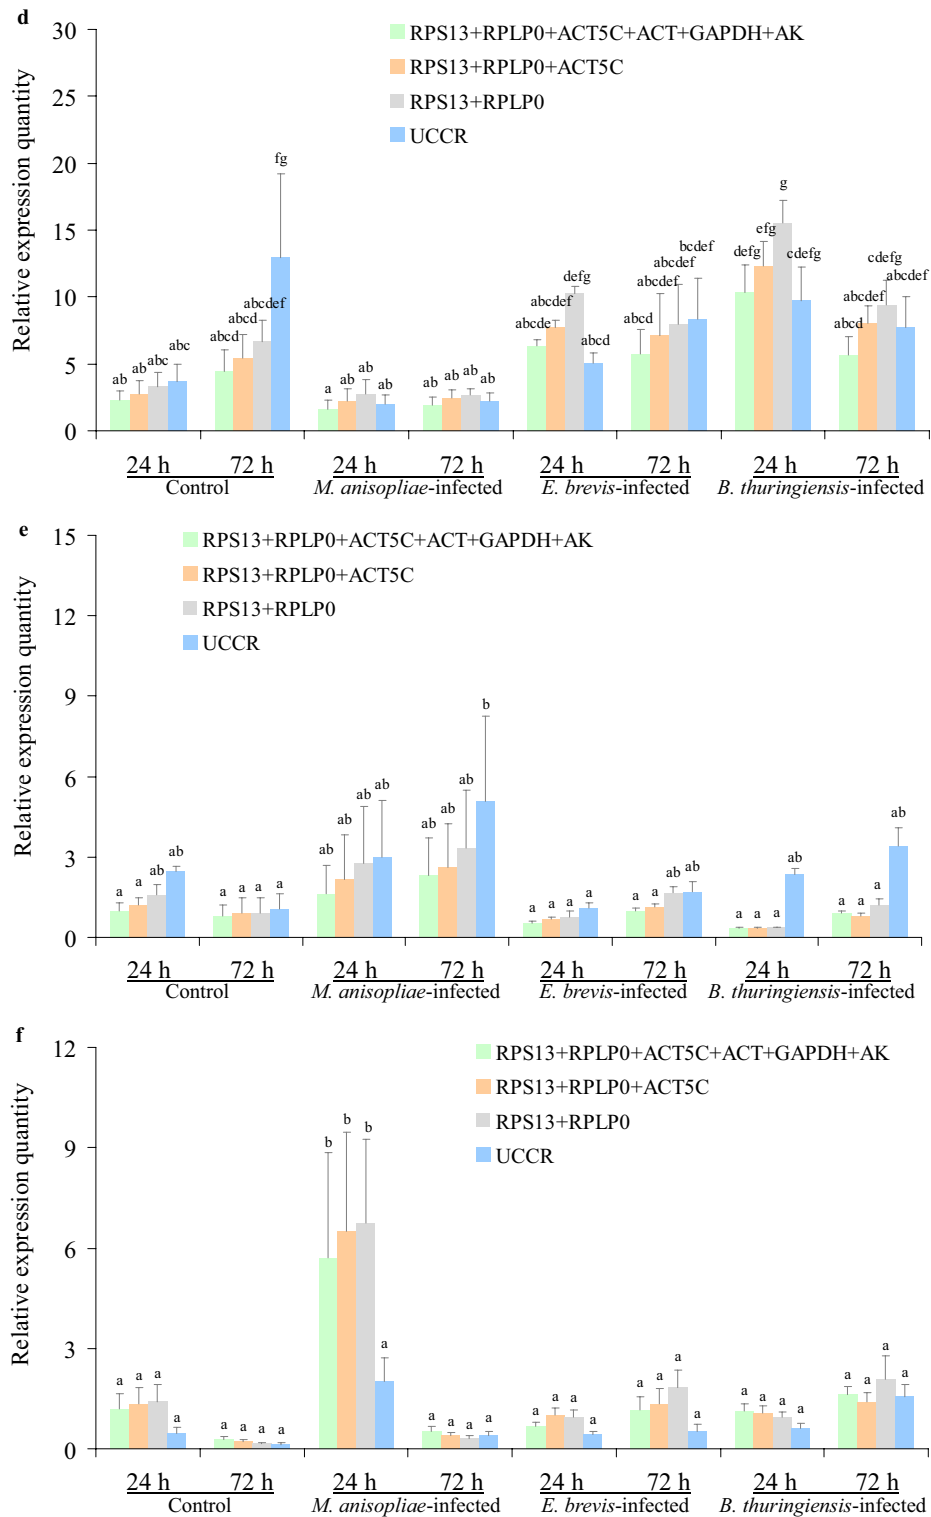 d
30
25
20
15
10
5
0
Relative expression quantity
RPS13+RPLP0+ACT5C+ACT+GAPDH+AK
RPS13+RPLP0+ACT5C
RPS13+RPLP0
UCCR
ab ab abc abc
abcd abcd abcdef fg
a ab ab ab
ab ab ab ab
abcde abcdef defg abcd
abcd abcdef abcdef bcdef
defg efg g cdefg
abcd abcdef cdefg abcdef
24 h 72 h 24 h 72 h 24 h 72 h 24 h 72 h
Control M. anisopliae-infected E. brevis-infected B. thuringiensis-infected
e
15
12
9
6
3
0
Relative expression quantity
RPS13+RPLP0+ACT5C+ACT+GAPDH+AK
RPS13+RPLP0+ACT5C
RPS13+RPLP0
UCCR
a a ab ab
a a a a
ab ab ab ab
ab ab ab b
a a a a
a a ab ab
a a a ab
a a a ab
24 h 72 h 24 h 72 h 24 h 72 h 24 h 72 h
Control M. anisopliae-infected E. brevis-infected B. thuringiensis-infected
f
12
9
6
3
0
Relative expression quantity
RPS13+RPLP0+ACT5C+ACT+GAPDH+AK
RPS13+RPLP0+ACT5C
RPS13+RPLP0
UCCR
a a a a
a a a a
b b b a
a a a a
a a a a
a a a a
a a a a
a a a a
24 h 72 h 24 h 72 h 24 h 72 h 24 h 72 h
Control M. anisopliae-infected E. brevis-infected B. thuringiensis-infected